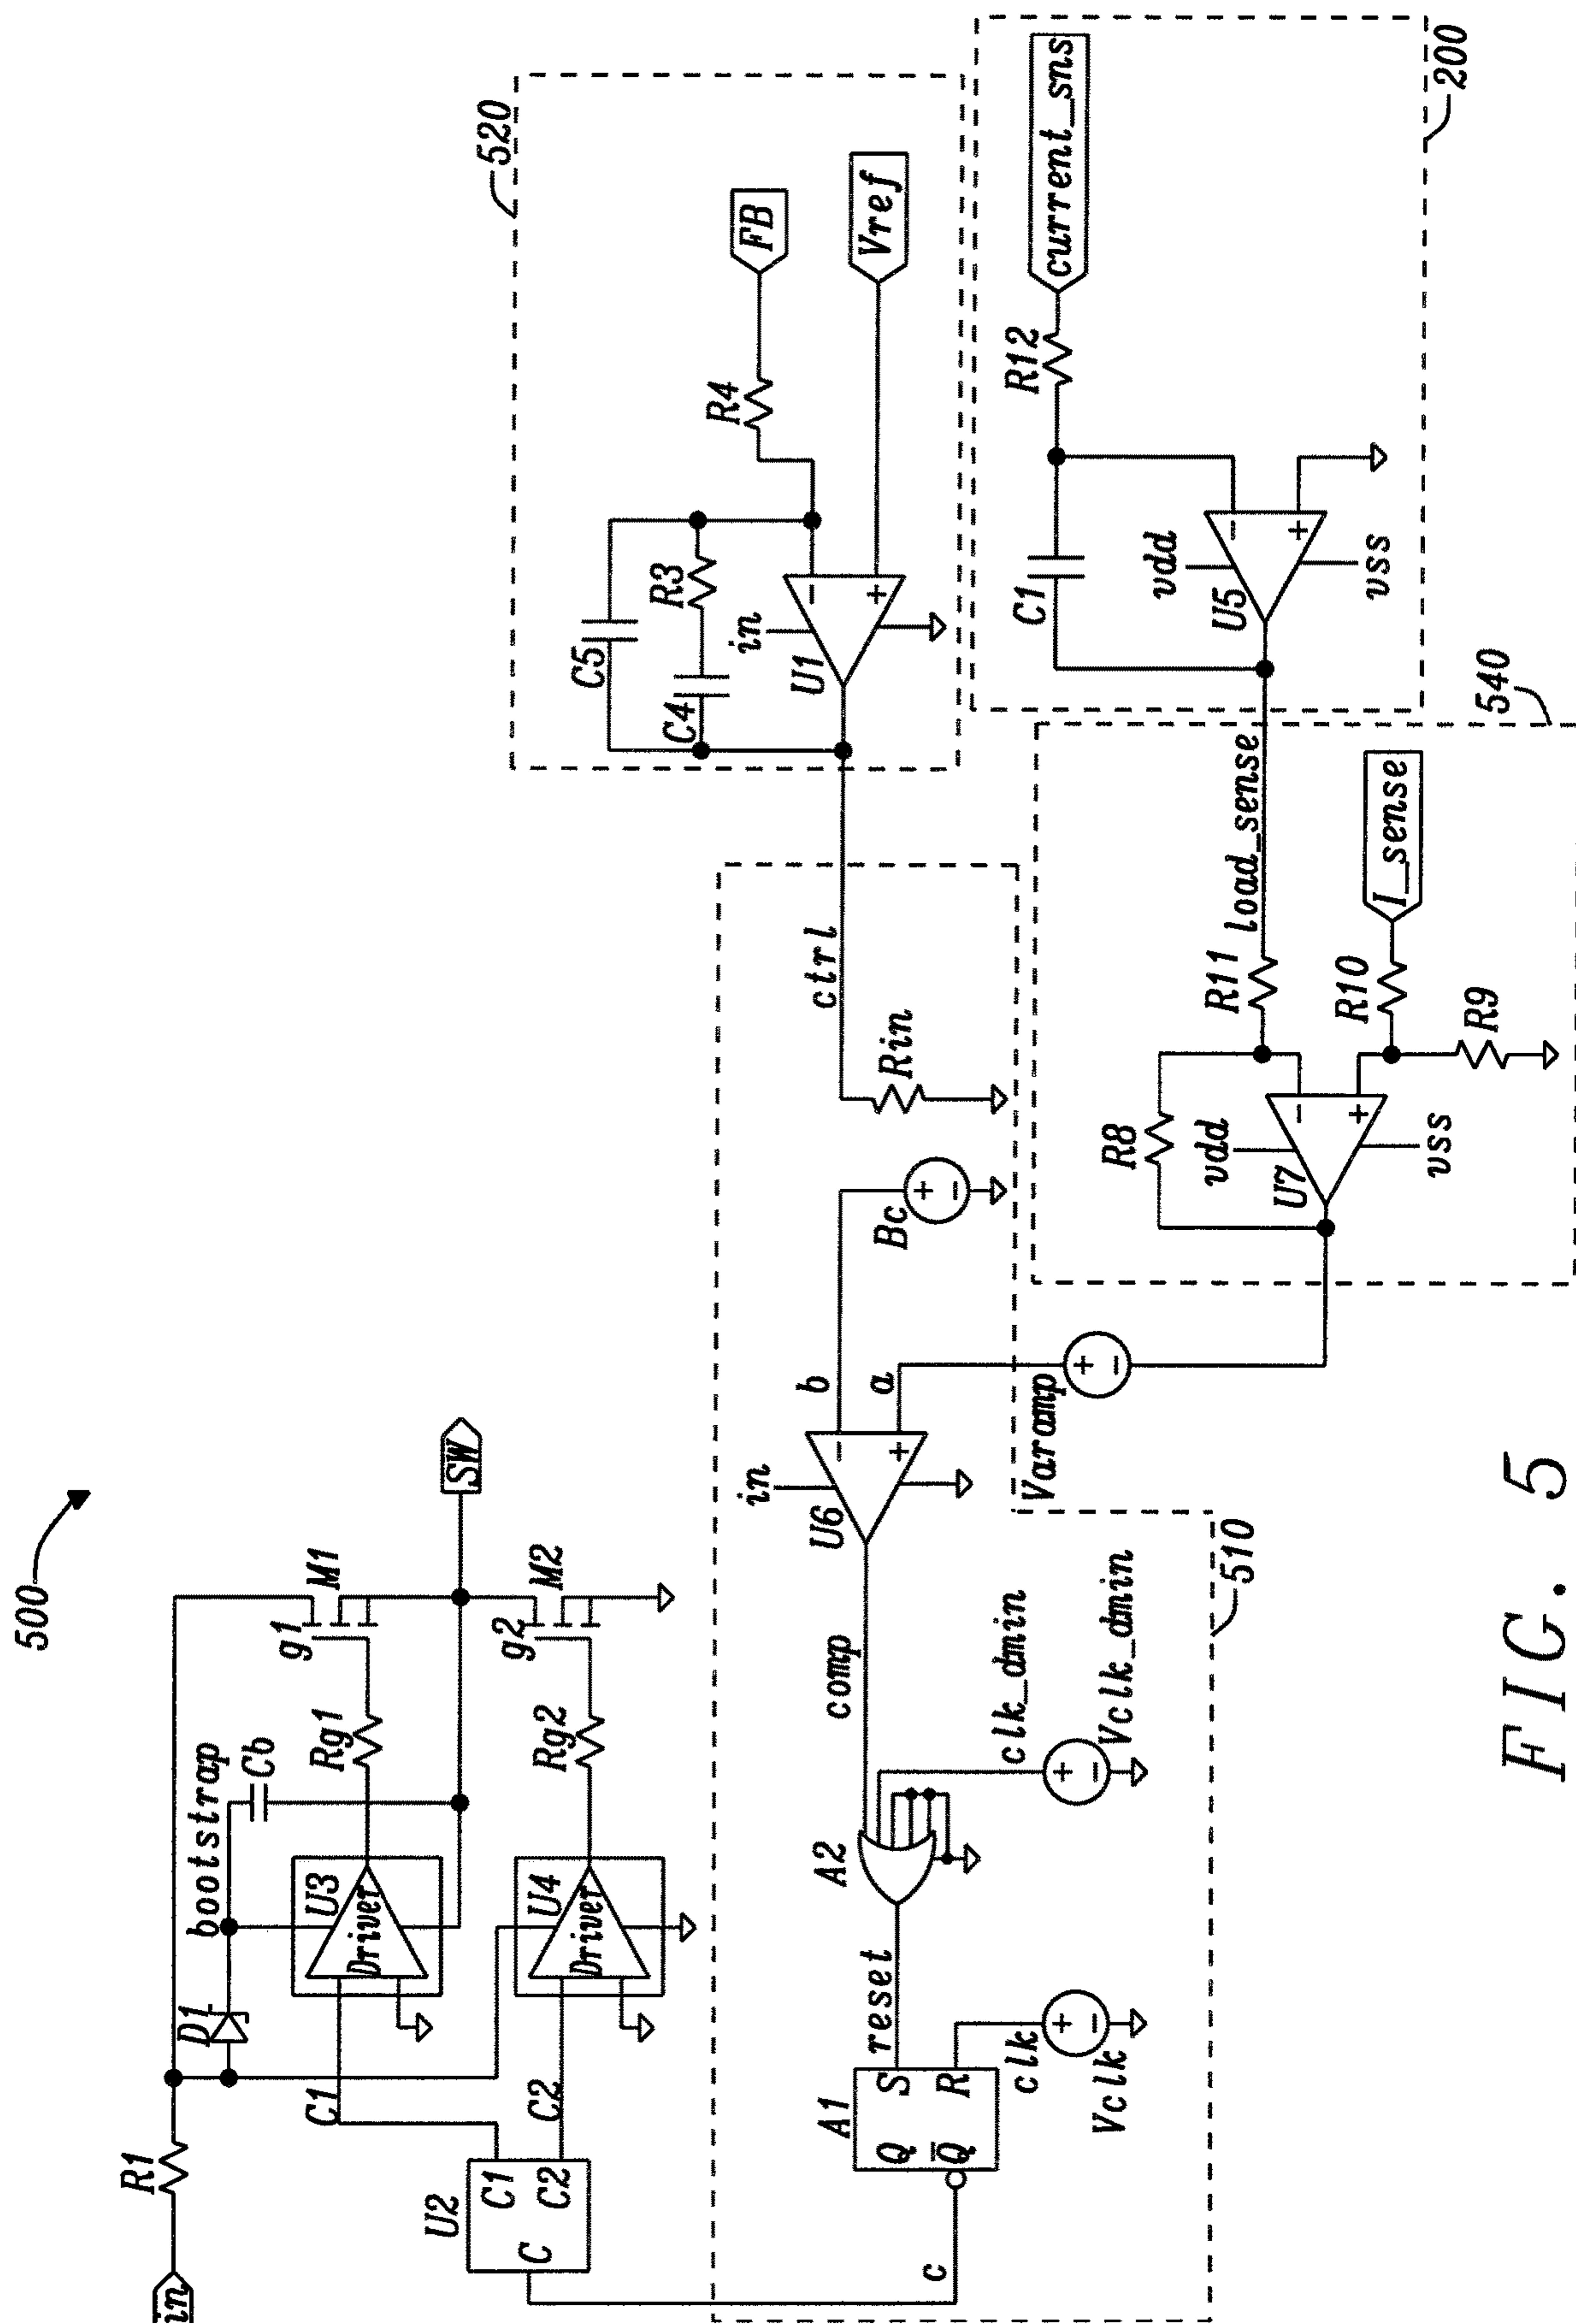 500
in
R1
D1
bootstrap
Cb
U3
Driver
Rg1
g1
M1
C1
C2
U2
C
C1
C2
U4
Driver
Rg2
g2
M2
SW
520
C5
C4
R3
R4
FB
in
U1
-
+
Vref
ctrl
Rin
Bc
+
-
b
a
in
U6
-
+
comp
A2
reset
A1
Q
S
Q
R
c
clk
Vclk
+
-
clk_dmin
Vclk_dmin
+
-
510
Varamp
+
-
R8
vdd
U7
-
+
vss
R11
load_sense
R10
I_sense
R9
540
C1
R12
current_sns
vdd
U5
-
+
vss
200
FIG. 5